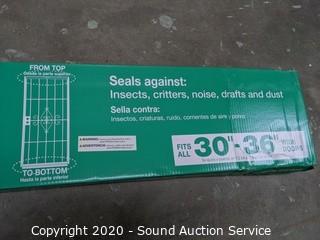 FROM TOP
Desde la parte superior
Seals against:
Insects, critters, noise, drafts and dust
Sella contra:
Insectos, criaturas, ruido, corrientes de aire y polvo
WARNING:
ADVERTENCIA:
FITS
ALL
30"-36"
WIDE
DOORS
TO-BOTTOM
Hasta la parte inferior
Copyright 2020 - Sound Auction Service